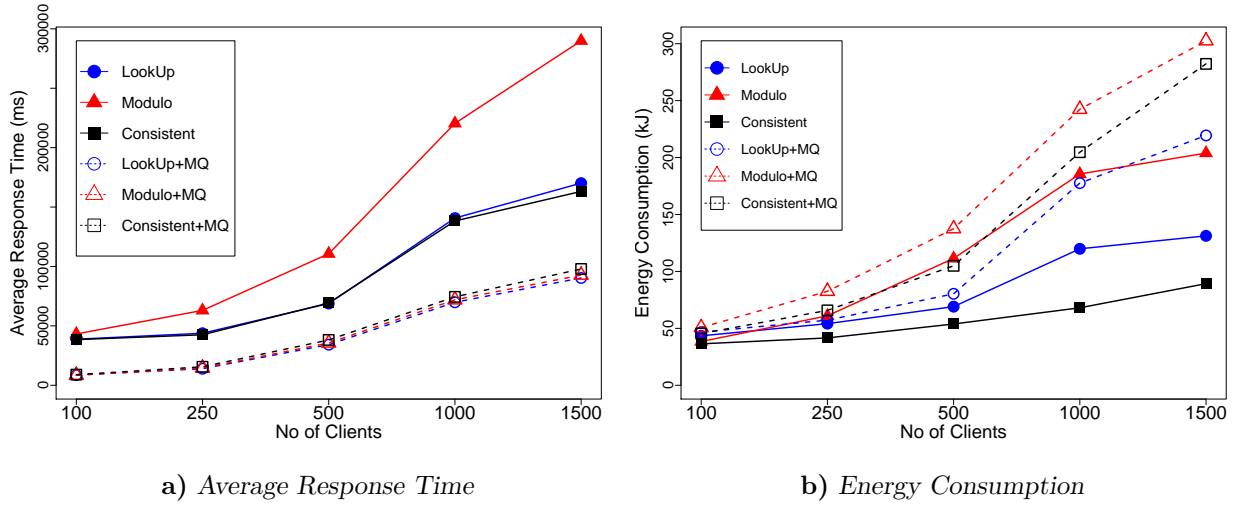 Average Response Time (ms)
300000
200000
100000
50000
0
LookUp
Modulo
Consistent
LookUp+MQ
Modulo+MQ
Consistent+MQ
100 250 500 1000 1500
No of Clients
a) Average Response Time
Energy Consumption (kJ)
300
250
200
150
100
50
0
LookUp
Modulo
Consistent
LookUp+MQ
Modulo+MQ
Consistent+MQ
100 250 500 1000 1500
No of Clients
b) Energy Consumption